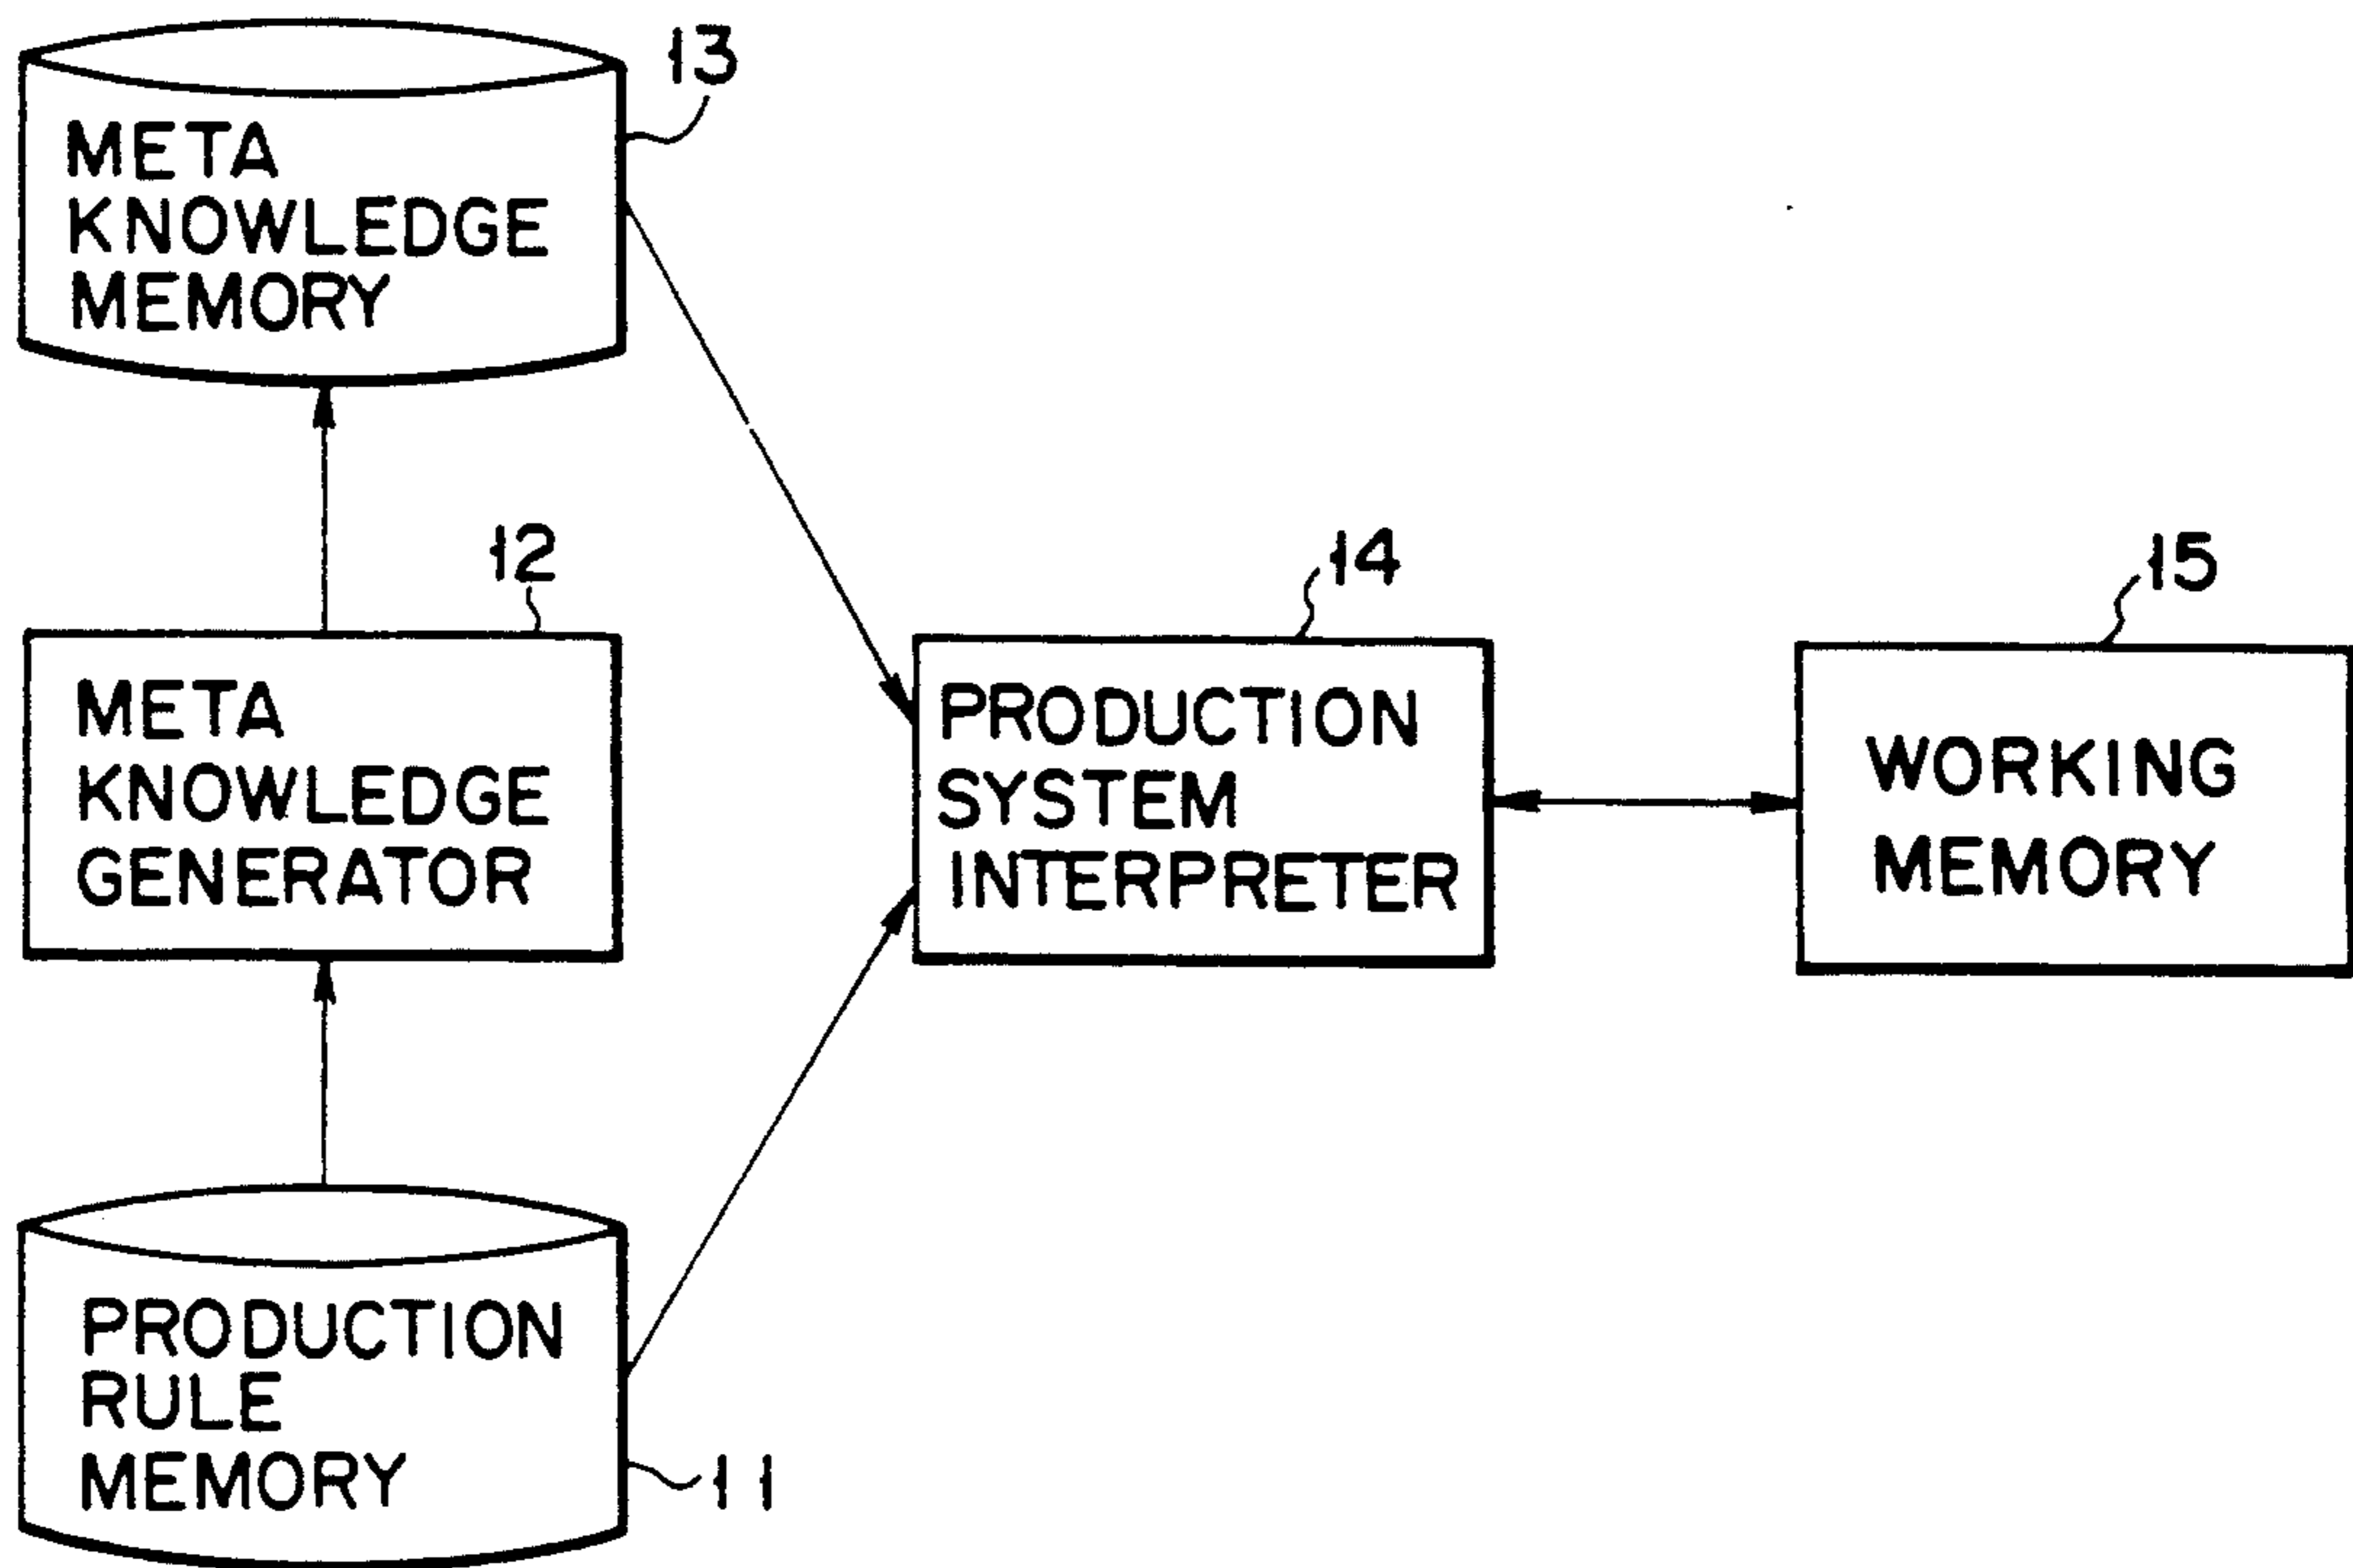 13
META
KNOWLEDGE
MEMORY
12
META
KNOWLEDGE
GENERATOR
14
PRODUCTION
SYSTEM
INTERPRETER
15
WORKING
MEMORY
PRODUCTION
RULE
MEMORY
11